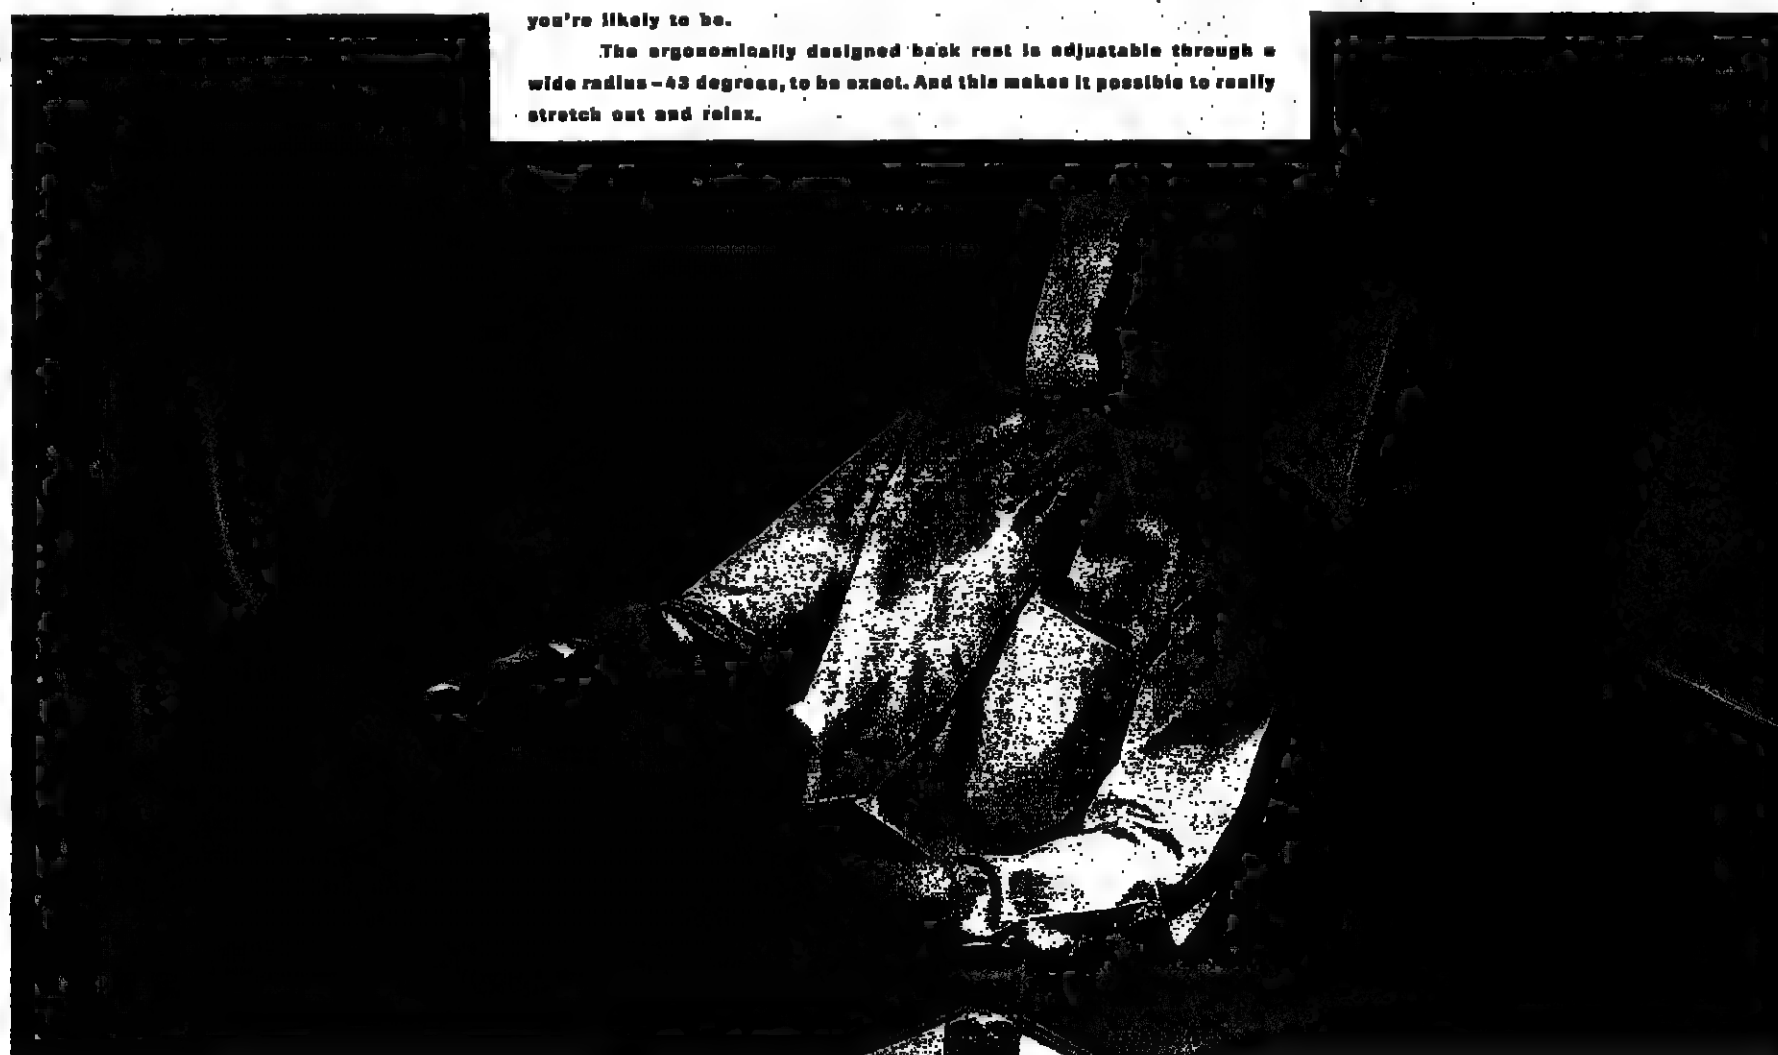 you're likely to be.
The ergonomically designed back rest is adjustable through a
wide radius–43 degrees, to be exact. And this makes it possible to really
stretch out and relax.